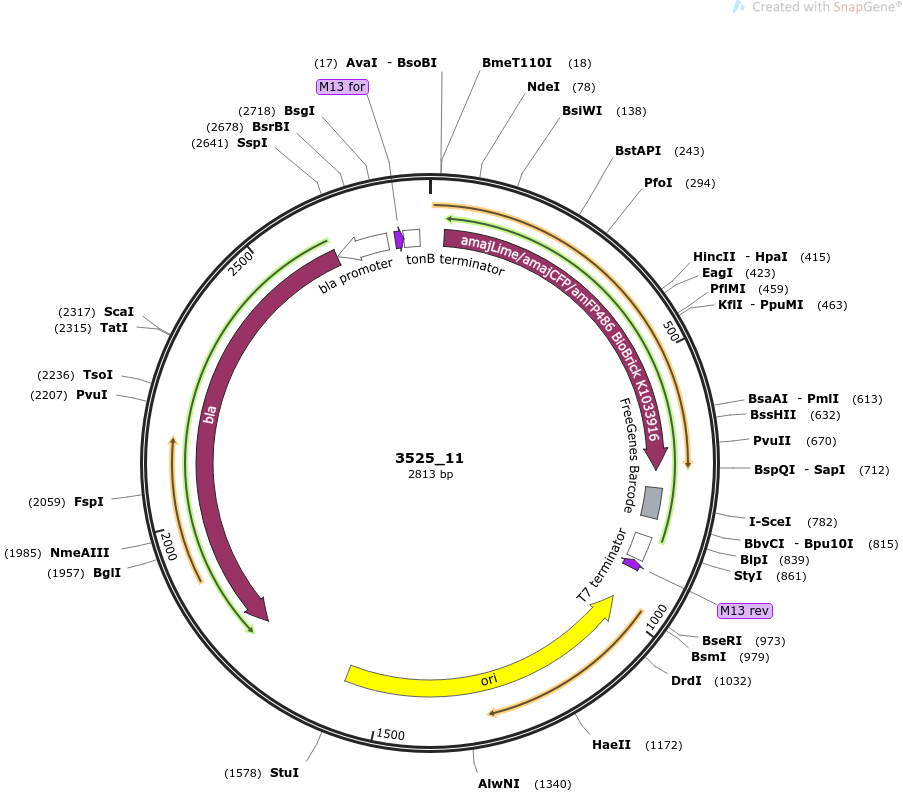 Created with SnapGene®
(17) AvaI - BsoBI
BmeT110I (18)
M13 for
NdeI (78)
(2718) BsgI
BsiWI (138)
(2678) BsrBI
(2641) SspI
BstAPI (243)
PfoI (294)
amajLime/amajCFP/amFP486 BioBrick K1033916
bla promoter
tonB terminator
HincII - HpaI (415)
2500
EagI (423)
PflMI (459)
KflI - PpuMI (463)
(2317) ScaI
500
(2315) TatI
(2236) TsoI
(2207) PvuI
BsaAI - PmlI (613)
bla
BssHII (632)
FreeGenes Barcode
PvuII (670)
3525_11
2813 bp
BspQI - SapI (712)
(2059) FspI
I-SceI (782)
2000
BbvCI - Bpu10I (815)
(1985) NmeAIII
BlpI (839)
(1957) BglI
T7 terminator
StyI (861)
M13 rev
1000
BseRI (973)
BsmI (979)
ori
DrdI (1032)
1500
HaeII (1172)
(1578) StuI
AlwNI (1340)